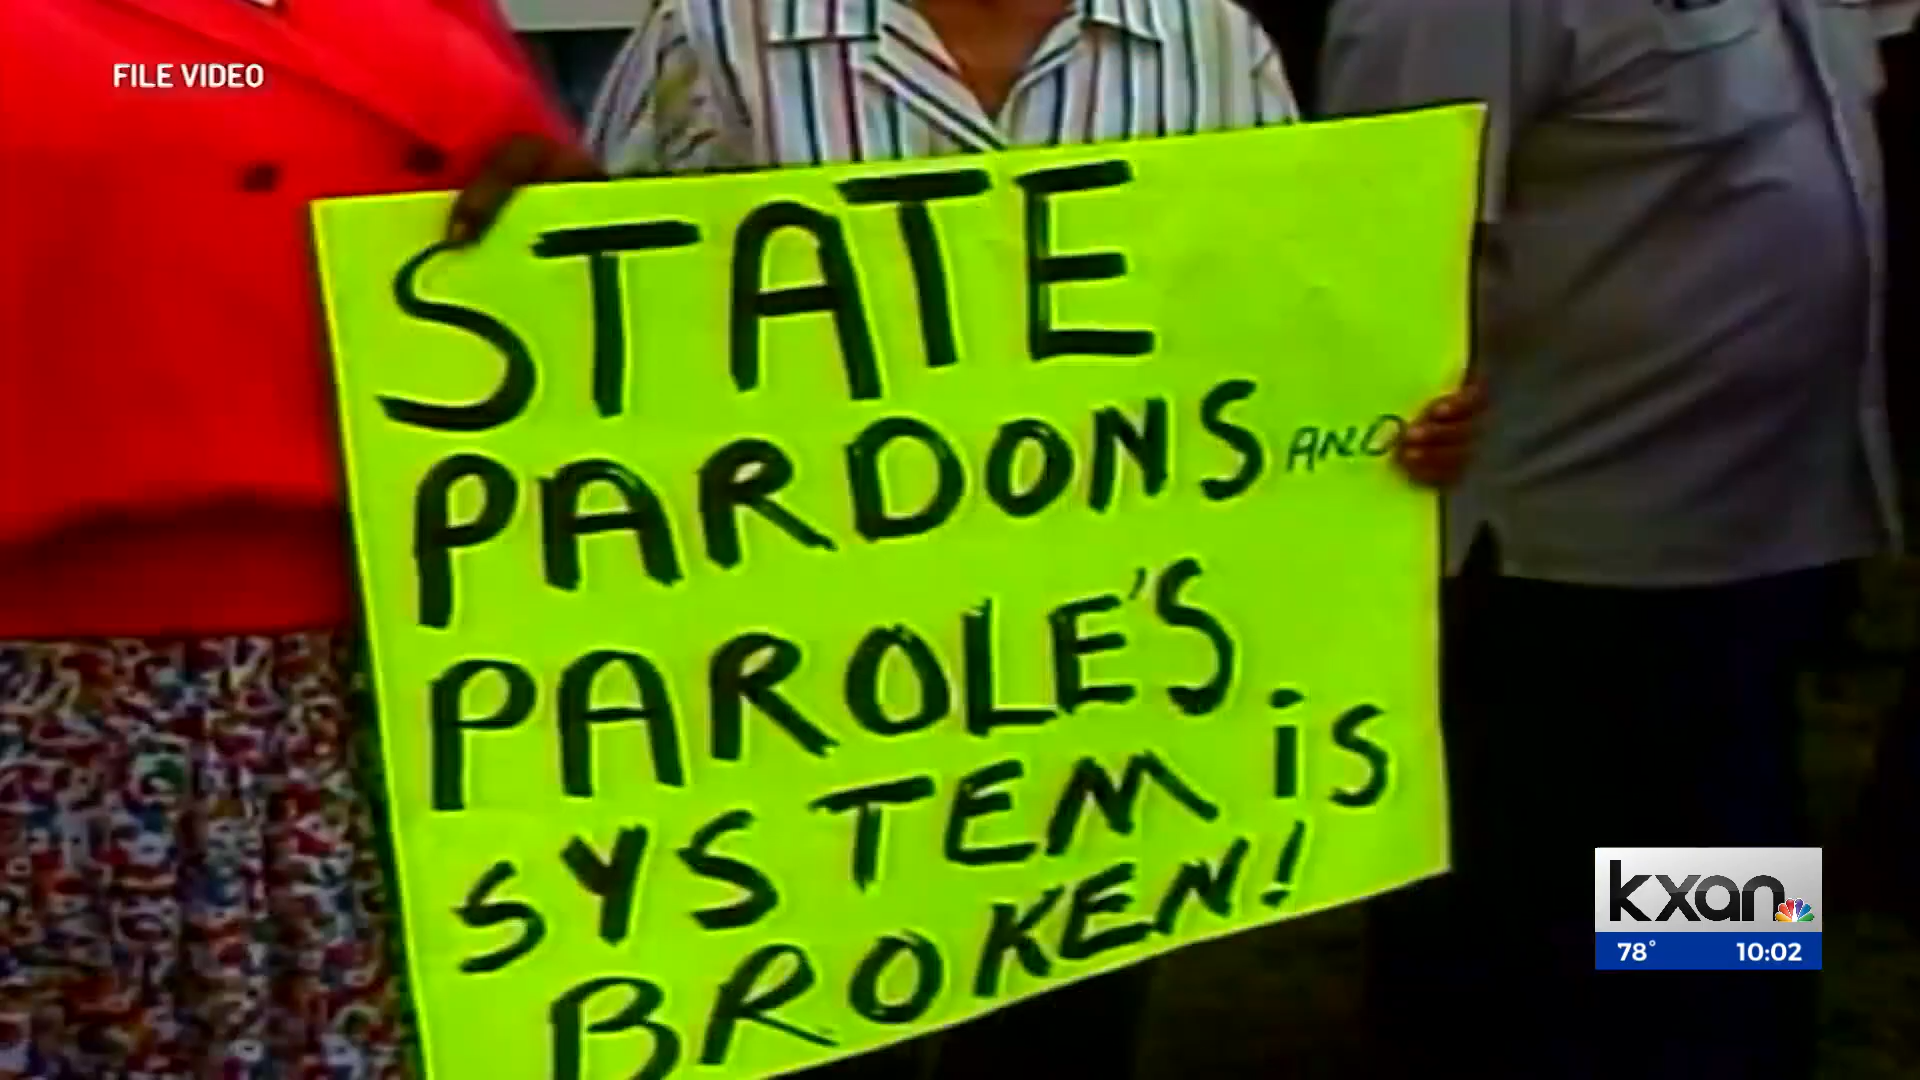 FILE VIDEO
STATE
PARDONS AND
PAROLE'S
SYSTEM iS
BROKEN!
kxan
78° 10:02